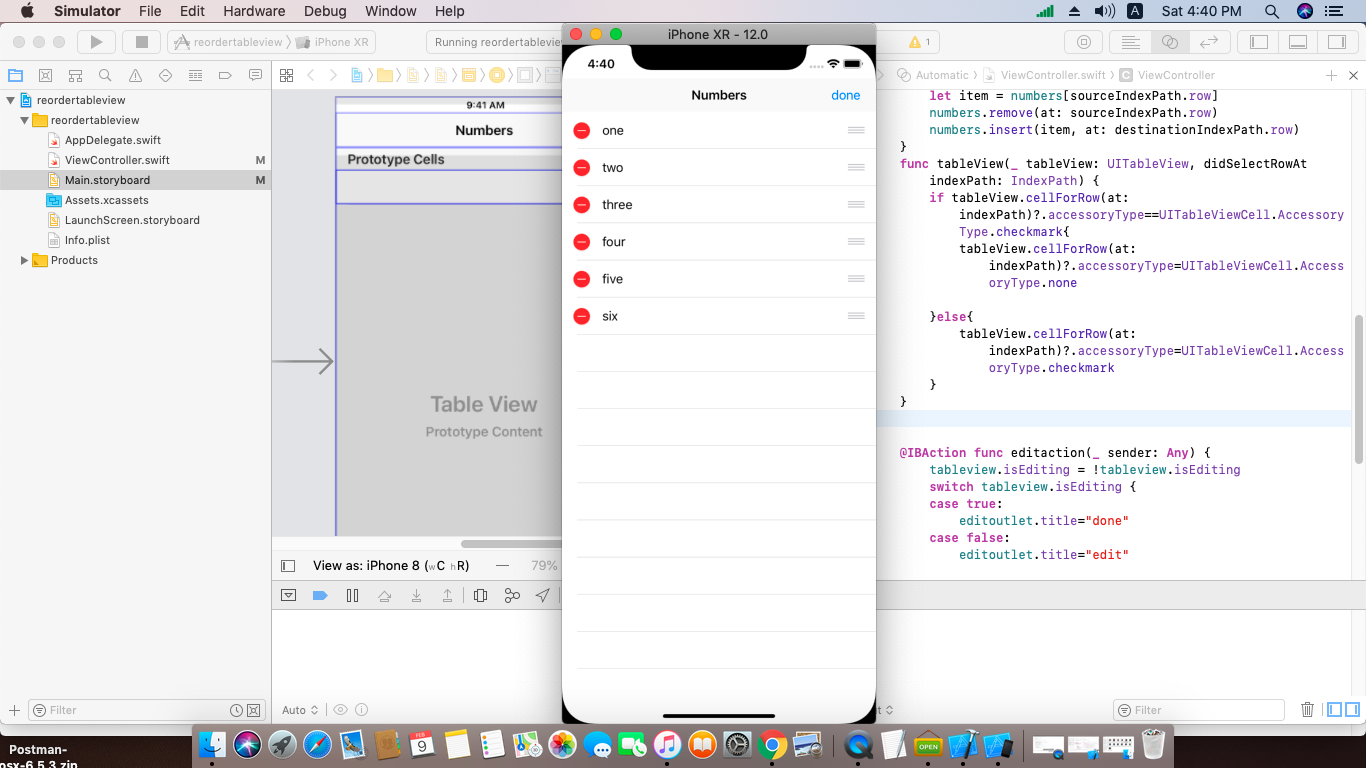 Simulator File Edit Hardware Debug Window Help A Sat 4:40 PM
reordertableview iPhone XR Running reordertablevie 1
iPhone XR - 12.0
reordertableview
reordertableview
AppDelegate.swift
ViewController.swift M
Main.storyboard M
Assets.xcassets
LaunchScreen.storyboard
Info.plist
Products
Filter
9:41 AM
Numbers
Prototype Cells
Table View
Prototype Content
View as: iPhone 8 (wC hR) 79%
Auto
4:40
Numbers done
one
two
three
four
five
six
Automatic ViewController.swift C ViewController
let item = numbers[sourceIndexPath.row]
numbers.remove(at: sourceIndexPath.row)
numbers.insert(item, at: destinationIndexPath.row)
}
func tableView(_ tableView: UITableView, didSelectRowAt
indexPath: IndexPath) {
if tableView.cellForRow(at:
indexPath)?.accessoryType==UITableViewCell.Accessory
Type.checkmark{
tableView.cellForRow(at:
indexPath)?.accessoryType=UITableViewCell.Access
oryType.none
}else{
tableView.cellForRow(at:
indexPath)?.accessoryType=UITableViewCell.Access
oryType.checkmark
}
}
@IBAction func editaction(_ sender: Any) {
tableview.isEditing = !tableview.isEditing
switch tableview.isEditing {
case true:
editoutlet.title="done"
case false:
editoutlet.title="edit"
Filter
Postman-
osx-6.5.3.zip
FEB
9
OPEN